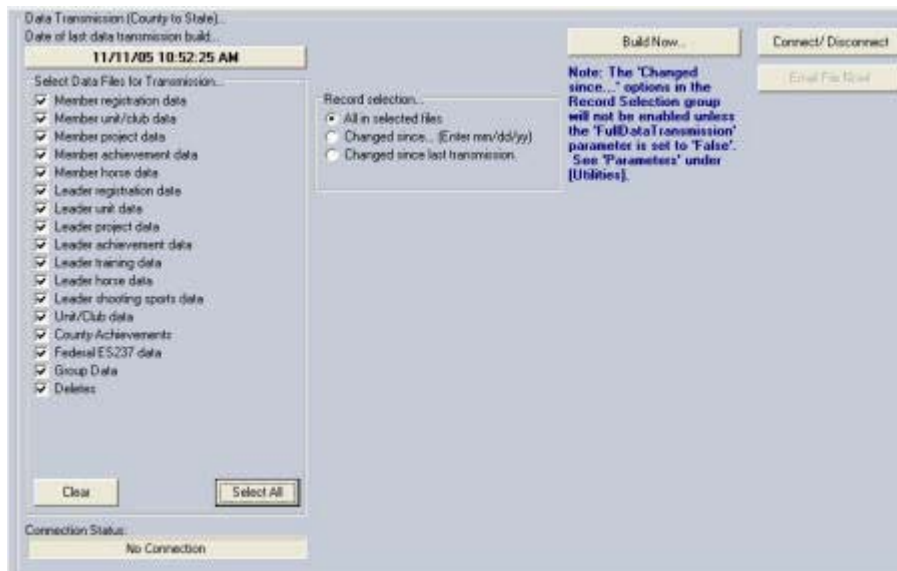 Data Transmission (County to State)...
Date of last data transmission build...
11/11/05 10:52:25 AM
Select Data Files for Transmission...
Member registration data
Member unit/club data
Member project data
Member achievement data
Member horse data
Leader registration data
Leader unit data
Leader project data
Leader achievement data
Leader training data
Leader horse data
Leader shooting sports data
Unit/Club data
County Achievements
Federal ES237 data
Group Data
Deletes
Clear
Select All
Connection Status:
No Connection
Record selection...
All in selected files
Changed since... (Enter mm/dd/yy)
Changed since last transmission.
Build Now...
Note: The 'Changed
since...' options in the
Record Selection group
will not be enabled unless
the 'FullDataTransmission'
parameter is set to 'False'.
See 'Parameters' under
[Utilities].
Connect/Disconnect
Email File Now!